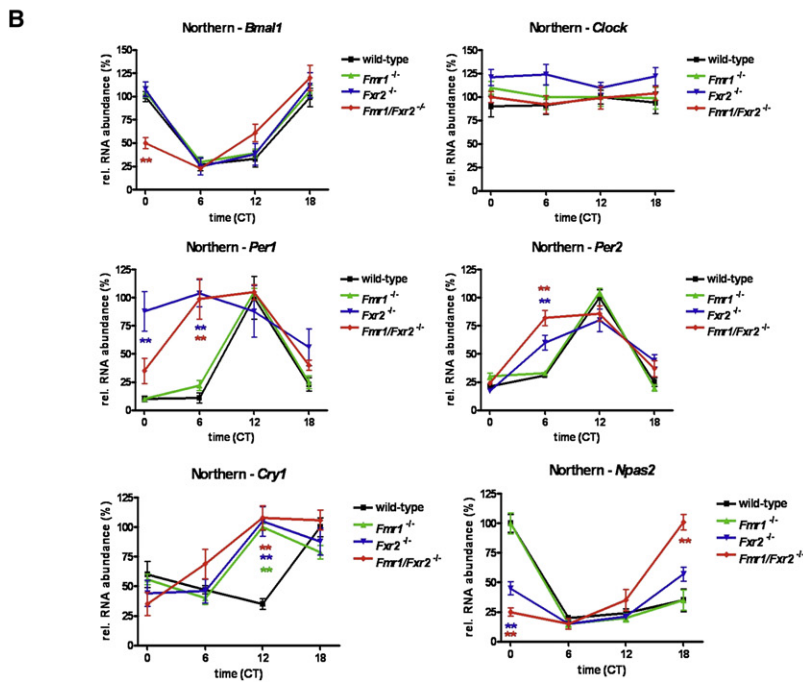 B
Northern - Bmal1
rel. RNA abundance (%)
150
125
100
75
50
25
0
**
0 6 12 18
time (CT)
wild-type
Fmr1 -/-
Fxr2 -/-
Fmr1/Fxr2 -/-
Northern - Clock
rel. RNA abundance (%)
150
125
100
75
50
25
0
0 6 12 18
time (CT)
wild-type
Fmr1 -/-
Fxr2 -/-
Fmr1/Fxr2 -/-
Northern - Per1
rel. RNA abundance (%)
125
100
75
50
25
0
**
**
**
0 6 12 18
time (CT)
wild-type
Fmr1 -/-
Fxr2 -/-
Fmr1//Fxr2 -/-
Northern - Per2
rel. RNA abundance (%)
125
100
75
50
25
0
**
**
0 6 12 18
time (CT)
wild-type
Fmr1 -/-
Fxr2 -/-
Fmr1/Fxr2 -/-
Northern - Cry1
rel. RNA abundance (%)
125
100
75
50
25
0
**
**
**
0 6 12 18
time (CT)
wild-type
Fmr1 -/-
Fxr2 -/-
Fmr1/Fxr2 -/-
Northern - Npas2
rel. RNA abundance (%)
125
100
75
50
25
0
**
**
**
0 6 12 18
time (CT)
wild-type
Fmr1 -/-
Fxr2 -/-
Fmr1/Fxr2 -/-